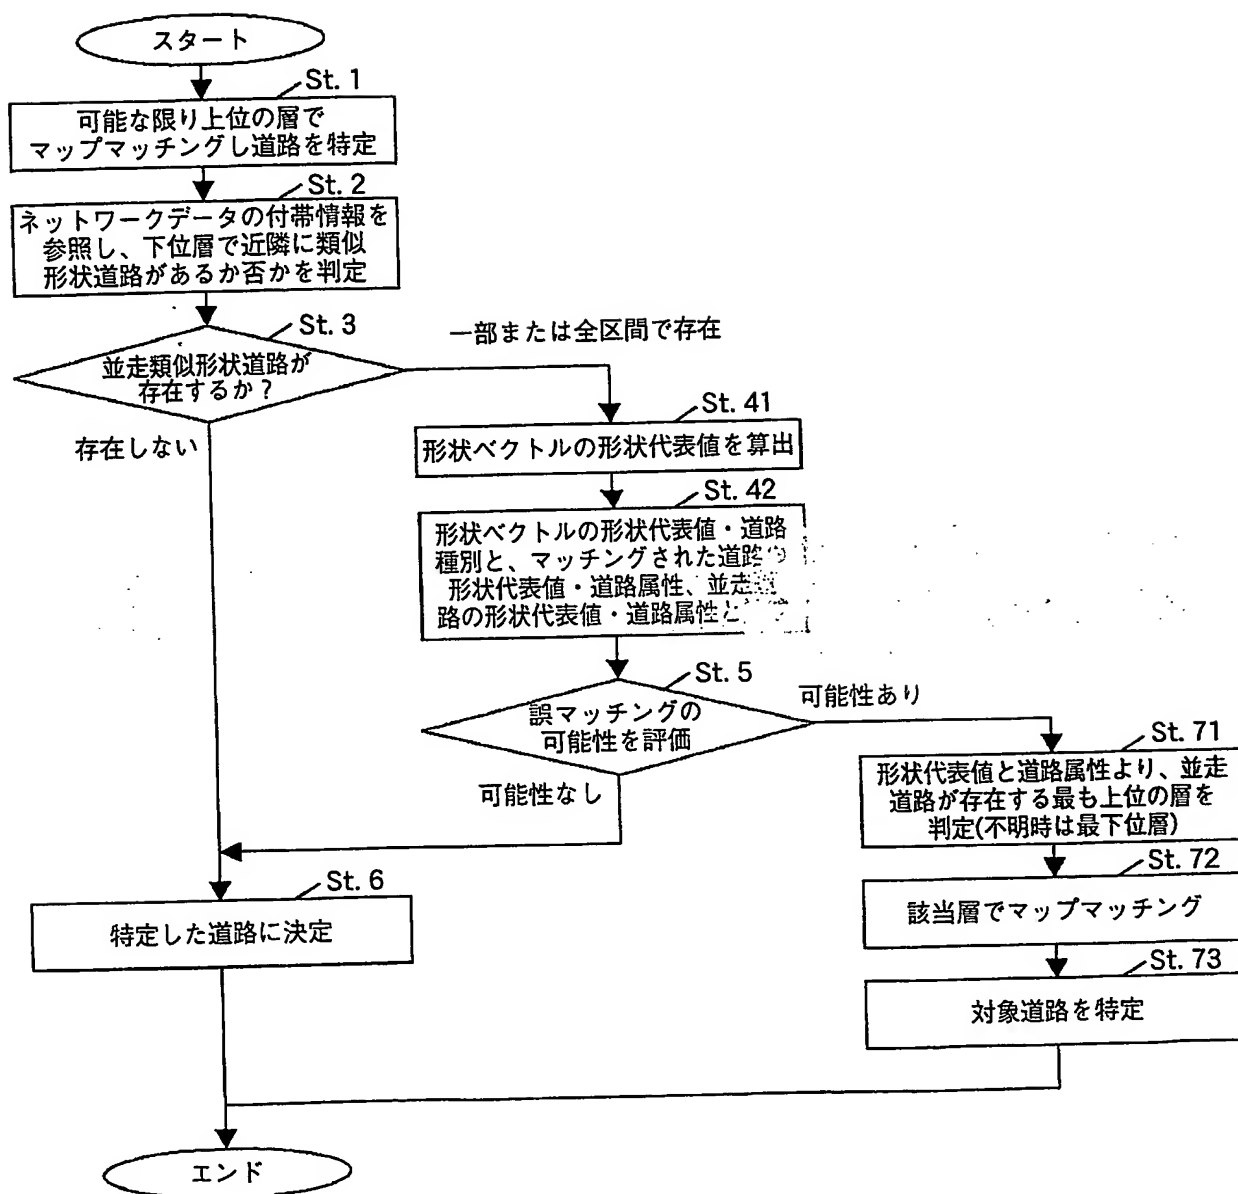 スタート
St. 1
可能な限り上位の層で
マップマッチングし道路を特定
St. 2
ネットワークデータの付帯情報を
参照し、下位層で近隣に類似
形状道路があるか否かを判定
St. 3
並走類似形状道路が
存在するか？
一部または全区間で存在
存在しない
St. 41
形状ベクトルの形状代表値を算出
St. 42
形状ベクトルの形状代表値・道路
種別と、マッチングされた道路
形状代表値・道路属性、並走
路の形状代表値・道路属性と
St. 5
誤マッチングの
可能性を評価
可能性あり
可能性なし
St. 71
形状代表値と道路属性より、並走
道路が存在する最も上位の層を
判定(不明時は最下位層)
St. 72
該当層でマップマッチング
St. 6
特定した道路に決定
St. 73
対象道路を特定
エンド